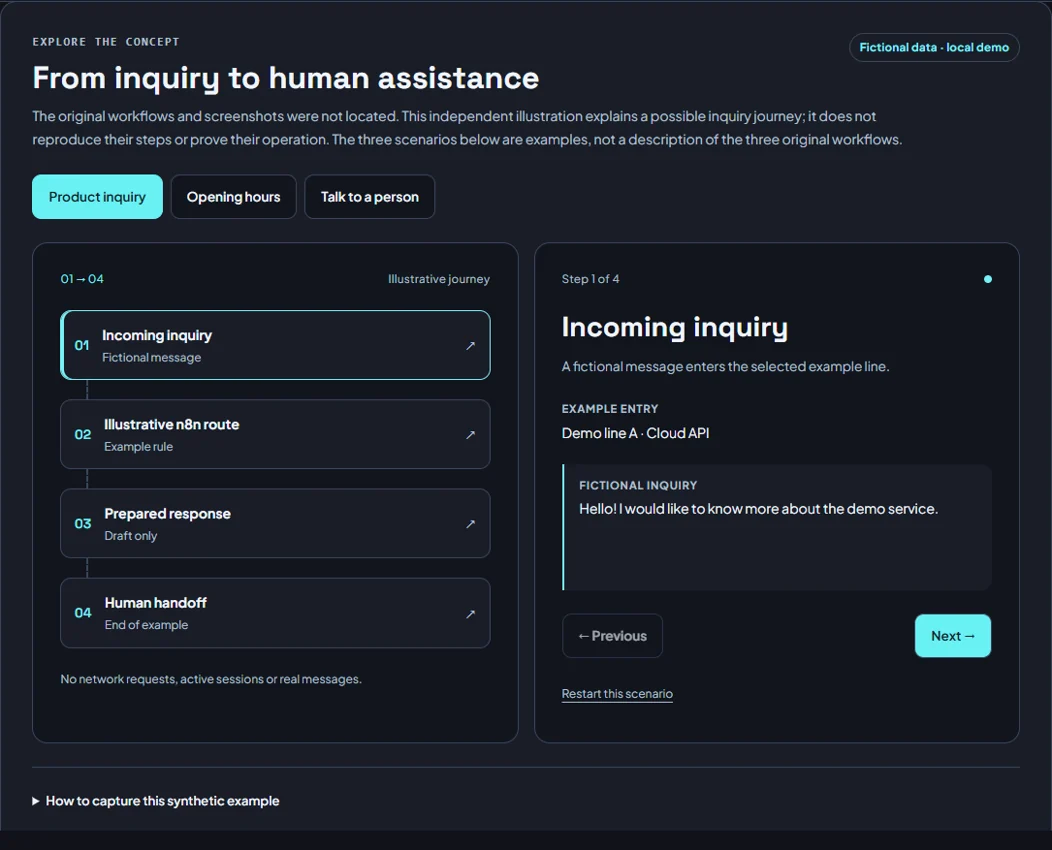 EXPLORE THE CONCEPT
Fictional data · local demo
From inquiry to human assistance
The original workflows and screenshots were not located. This independent illustration explains a possible inquiry journey; it does not
reproduce their steps or prove their operation. The three scenarios below are examples, not a description of the three original workflows.
Product inquiry
Opening hours
Talk to a person
01 → 04
Illustrative journey
01
Incoming inquiry
Fictional message
↗
02
Illustrative n8n route
Example rule
↗
03
Prepared response
Draft only
↗
04
Human handoff
End of example
↗
No network requests, active sessions or real messages.
Step 1 of 4
Incoming inquiry
A fictional message enters the selected example line.
EXAMPLE ENTRY
Demo line A · Cloud API
FICTIONAL INQUIRY
Hello! I would like to know more about the demo service.
← Previous
Next →
Restart this scenario
▶ How to capture this synthetic example